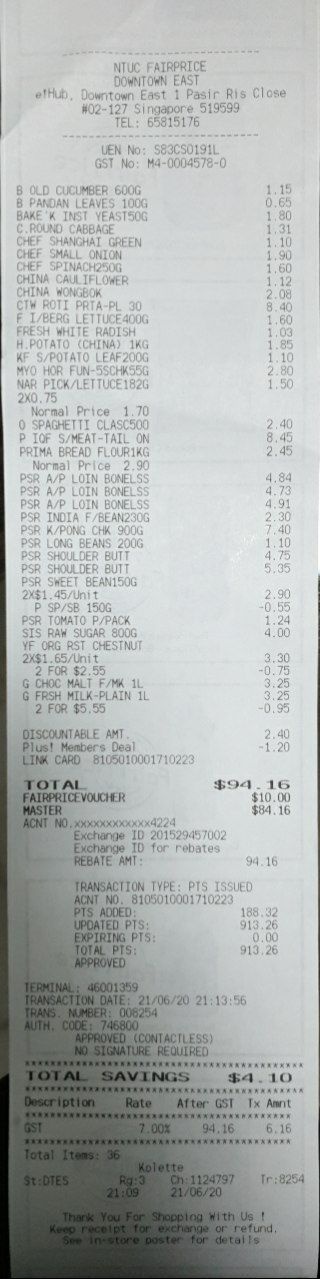 NTUC FAIRPRICE
DOWNTOWN EAST
e!Hub, Downtown East 1 Pasir Ris Close
#02-127 Singapore 519599
TEL: 65815176
UEN No: S83CS0191L
GST No: M4-0004578-0
B OLD CUCUMBER 600G 1.15
B PANDAN LEAVES 100G 0.65
BAKE'K INST YEAST50G 1.80
C.ROUND CABBAGE 1.31
CHEF SHANGHAI GREEN 1.10
CHEF SMALL ONION 1.90
CHEF SPINACH250G 1.60
CHINA CAULIFLOWER 1.12
CHINA WONGBOK 2.08
CTW ROTI PRTA-PL 30 8.40
F I/BERG LETTUCE400G 1.60
FRESH WHITE RADISH 1.03
H.POTATO (CHINA) 1KG 1.85
KF S/POTATO LEAF200G 1.10
MYO HOR FUN-5SCHK55G 2.80
NAR PICK/LETTUCE182G 1.50
2X0.75
Normal Price 1.70
O SPAGHETTI CLASC500 2.40
P IQF S/MEAT-TAIL ON 8.45
PRIMA BREAD FLOUR1KG 2.45
Normal Price 2.90
PSR A/P LOIN BONELSS 4.84
PSR A/P LOIN BONELSS 4.73
PSR A/P LOIN BONELSS 4.91
PSR INDIA F/BEAN230G 2.30
PSR K/PONG CHK 900G 7.40
PSR LONG BEANS 200G 1.10
PSR SHOULDER BUTT 4.75
PSR SHOULDER BUTT 5.35
PSR SWEET BEAN150G
2X$1.45/Unit 2.90
P SP/SB 150G -0.55
PSR TOMATO P/PACK 1.24
SIS RAW SUGAR 800G 4.00
YF ORG RST CHESTNUT
2X$1.65/Unit 3.30
2 FOR $2.55 -0.75
G CHOC MALT F/MK 1L 3.25
G FRSH MILK-PLAIN 1L 3.25
2 FOR $5.55 -0.95
DISCOUNTABLE AMT. 2.40
Plus! Members Deal -1.20
LINK CARD 8105010001710223
TOTAL $94.16
FAIRPRICEVOUCHER $10.00
MASTER $84.16
ACNT NO.xxxxxxxxxxxx4224
Exchange ID 201529457002
Exchange ID for rebates
REBATE AMT: 94.16
TRANSACTION TYPE: PTS ISSUED
ACNT NO. 8105010001710223
PTS ADDED: 188.32
UPDATED PTS: 913.26
EXPIRING PTS: 0.00
TOTAL PTS: 913.26
APPROVED
TERMINAL: 46001359
TRANSACTION DATE: 21/06/20 21:13:56
TRANS. NUMBER: 008254
AUTH. CODE: 746800
APPROVED (CONTACTLESS)
NO SIGNATURE REQUIRED
TOTAL SAVINGS $4.10
Description Rate After GST Tx Amnt
GST 7.00% 94.16 6.16
Total Items: 36
Kolette
St:DTES Rg:3 Ch:1124797 Tr:8254
21:09 21/06/20
Thank You For Shopping With Us !
Keep receipt for exchange or refund.
See in-store poster for details